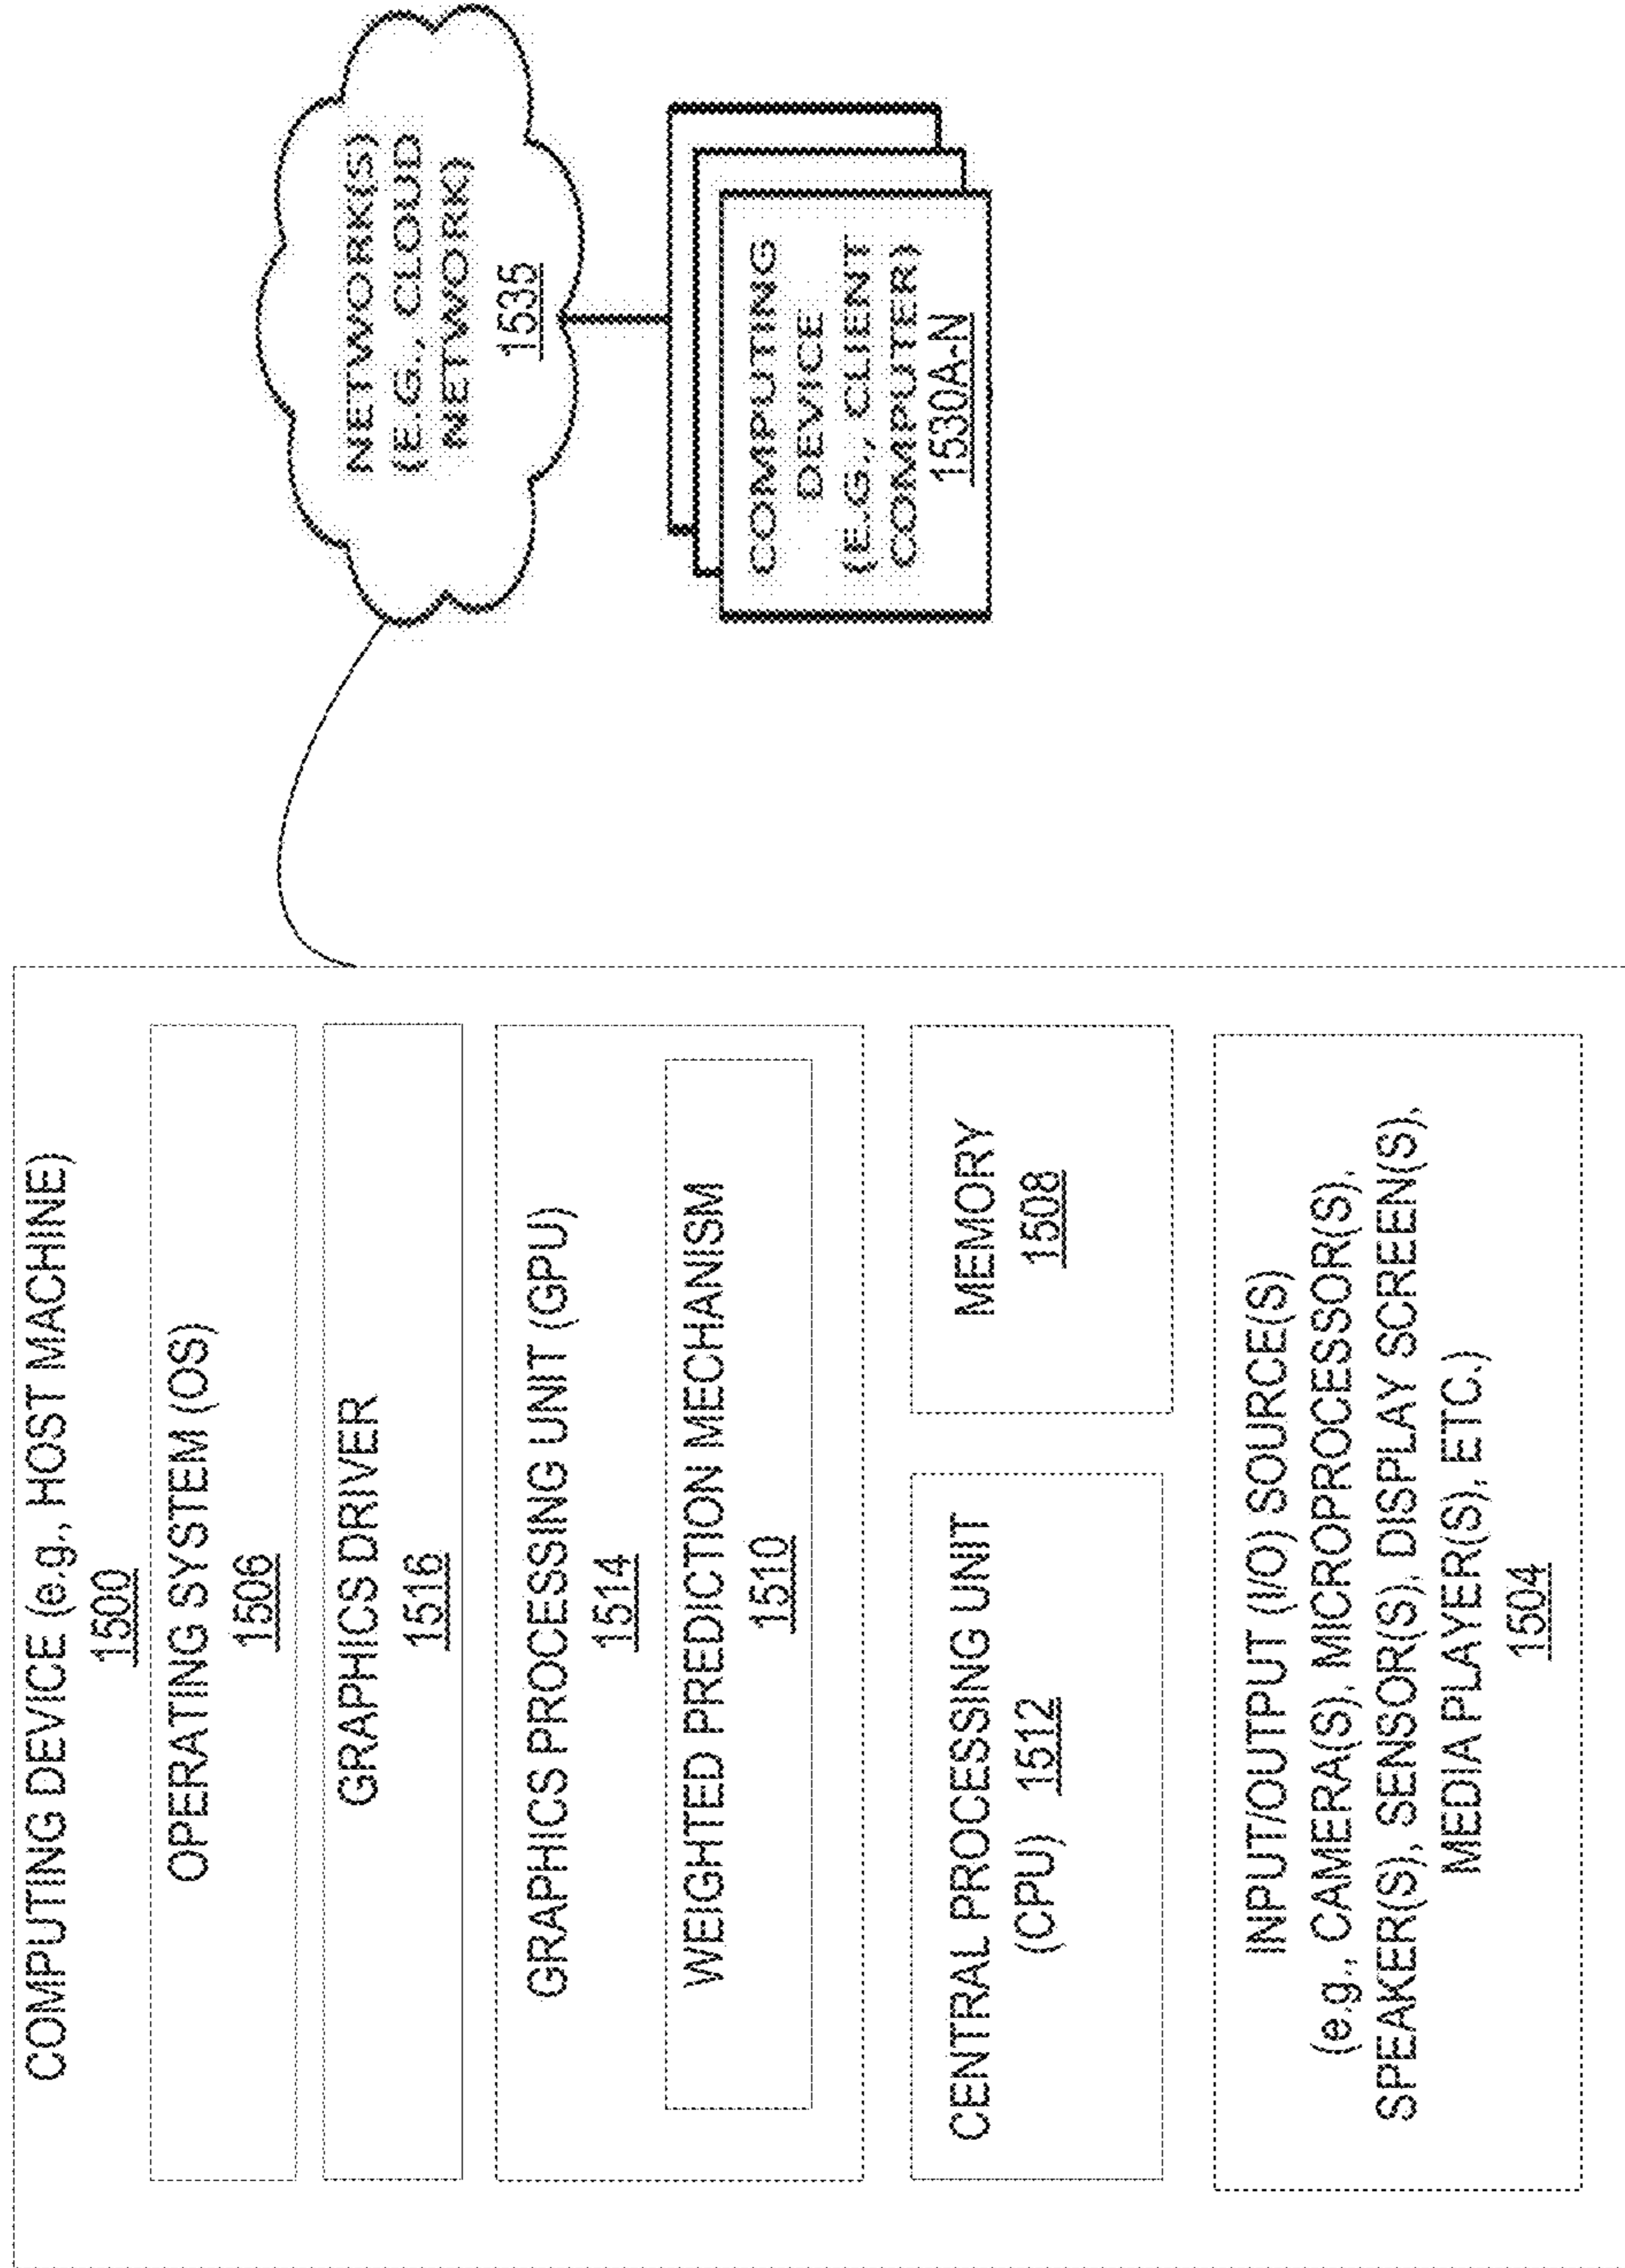 COMPUTING DEVICE (e.g., HOST MACHINE)
1500
OPERATING SYSTEM (OS)
1506
GRAPHICS DRIVER
1516
GRAPHICS PROCESSING UNIT (GPU)
1514
WEIGHTED PREDICTION MECHANISM
1510
CENTRAL PROCESSING UNIT
(CPU) 1512
MEMORY
1508
INPUT/OUTPUT (I/O) SOURCE(S)
(e.g., CAMERA(S), MICROPROCESSOR(S),
SPEAKER(S), SENSOR(S), DISPLAY SCREEN(S),
MEDIA PLAYER(S), ETC.)
1504
NETWORK(S)
(E.G., CLOUD
NETWORK)
1535
COMPUTING
DEVICE
(E.G., CLIENT
COMPUTER)
1530A-N